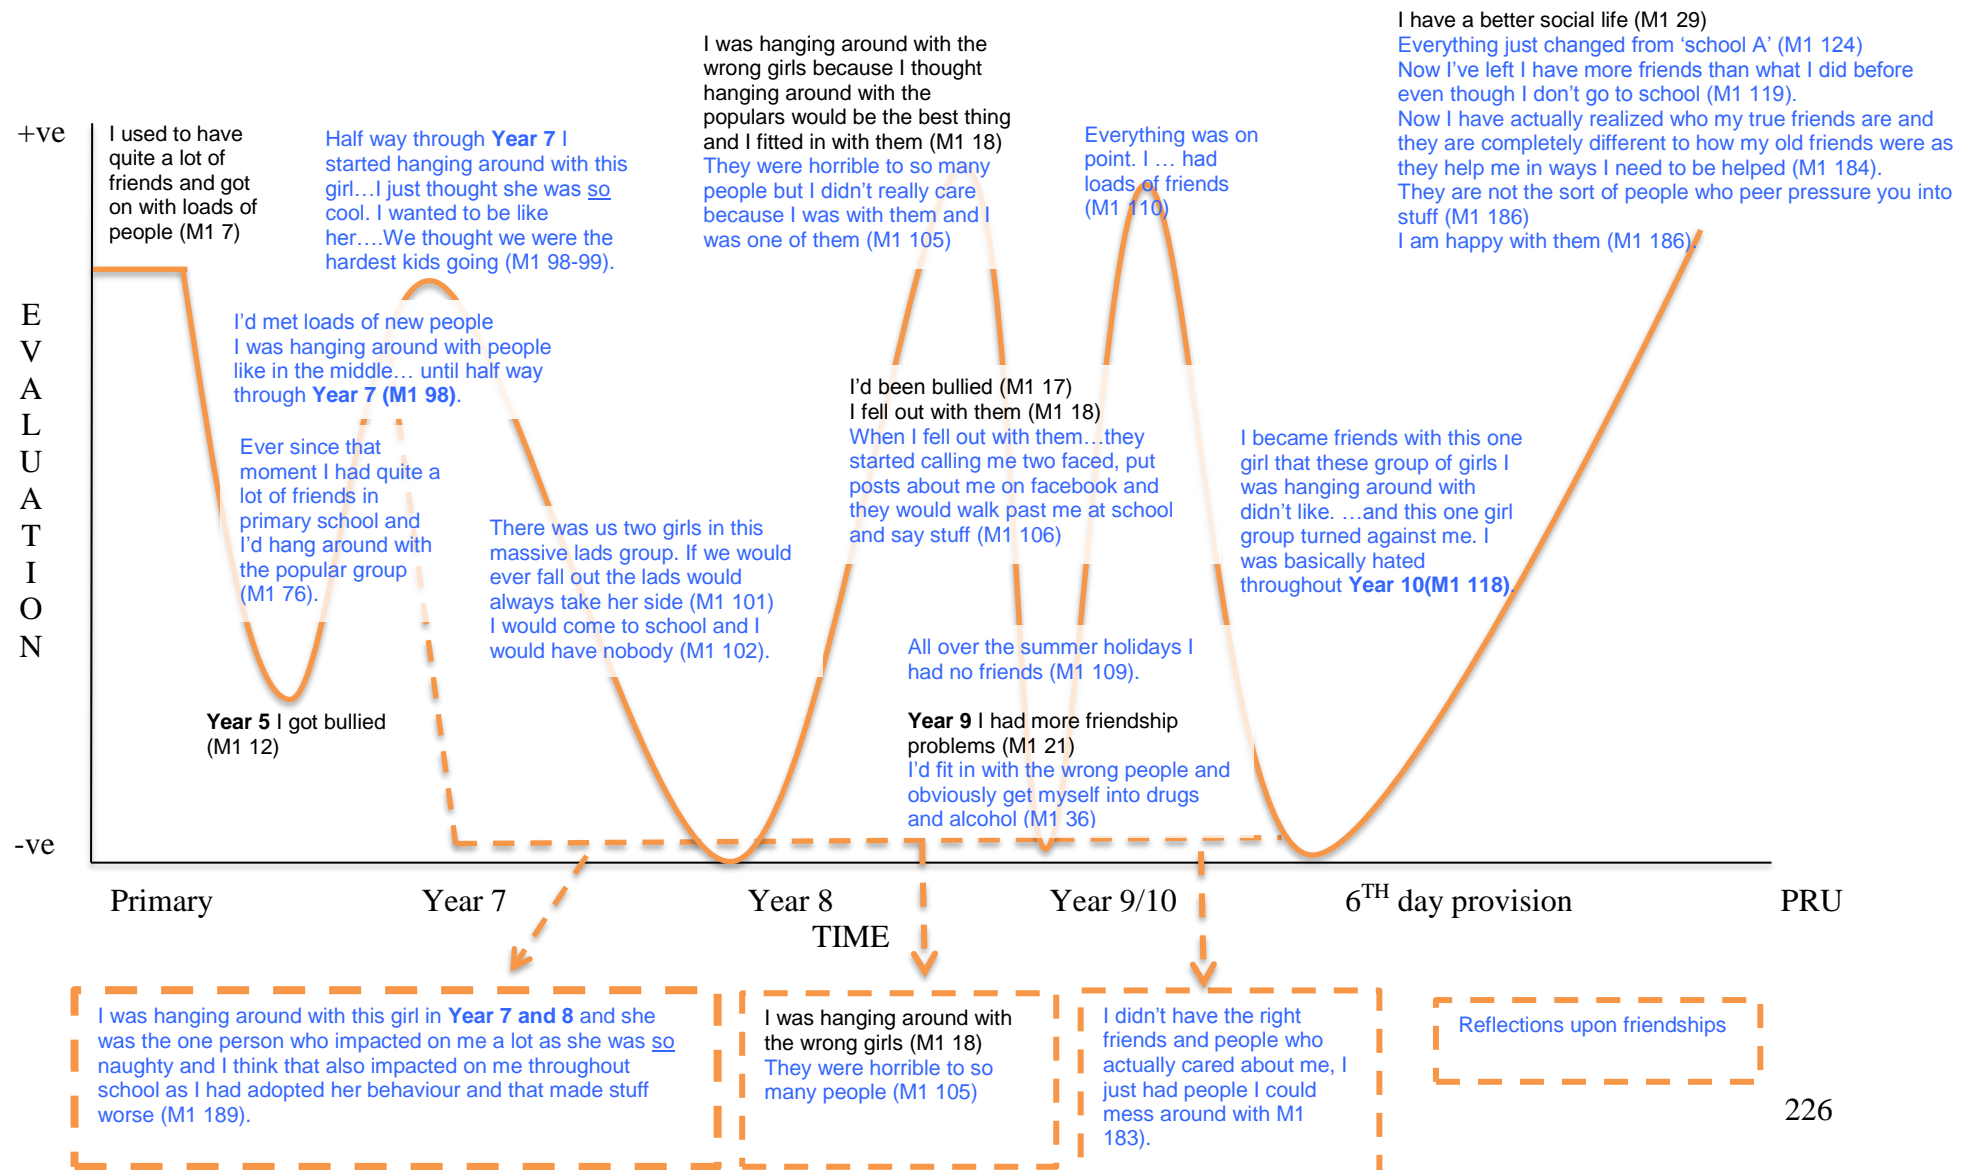 +ve
E
V
A
L
U
A
T
I
O
N
-ve
I used to have
quite a lot of
friends and got
on with loads of
people (M1 7)
Half way through Year 7 I
started hanging around with this
girl…I just thought she was so
cool. I wanted to be like
her….We thought we were the
hardest kids going (M1 98-99).
I was hanging around with the
wrong girls because I thought
hanging around with the
populars would be the best thing
and I fitted in with them (M1 18)
They were horrible to so many
people but I didn’t really care
because I was with them and I
was one of them (M1 105)
Everything was on
point. I … had
loads of friends
(M1 110)
I have a better social life (M1 29)
Everything just changed from ‘school A’ (M1 124)
Now I’ve left I have more friends than what I did before
even though I don’t go to school (M1 119).
Now I have actually realized who my true friends are and
they are completely different to how my old friends were as
they help me in ways I need to be helped (M1 184).
They are not the sort of people who peer pressure you into
stuff (M1 186)
I am happy with them (M1 186).
I’d met loads of new people
I was hanging around with people
like in the middle… until half way
through Year 7 (M1 98).
Ever since that
moment I had quite a
lot of friends in
primary school and
I’d hang around with
the popular group
(M1 76).
Year 5 I got bullied
(M1 12)
There was us two girls in this
massive lads group. If we would
ever fall out the lads would
always take her side (M1 101)
I would come to school and I
would have nobody (M1 102).
I’d been bullied (M1 17)
I fell out with them (M1 18)
When I fell out with them…they
started calling me two faced, put
posts about me on facebook and
they would walk past me at school
and say stuff (M1 106)
All over the summer holidays I
had no friends (M1 109).
Year 9 I had more friendship
problems (M1 21)
I’d fit in with the wrong people and
obviously get myself into drugs
and alcohol (M1 36)
I became friends with this one
girl that these group of girls I
was hanging around with
didn’t like. …and this one girl
group turned against me. I
was basically hated
throughout Year 10(M1 118).
Primary
Year 7
Year 8
Year 9/10
6TH day provision
PRU
TIME
I was hanging around with this girl in Year 7 and 8 and she
was the one person who impacted on me a lot as she was so
naughty and I think that also impacted on me throughout
school as I had adopted her behaviour and that made stuff
worse (M1 189).
I was hanging around with
the wrong girls (M1 18)
They were horrible to so
many people (M1 105)
I didn’t have the right
friends and people who
actually cared about me, I
just had people I could
mess around with M1
183).
Reflections upon friendships
226